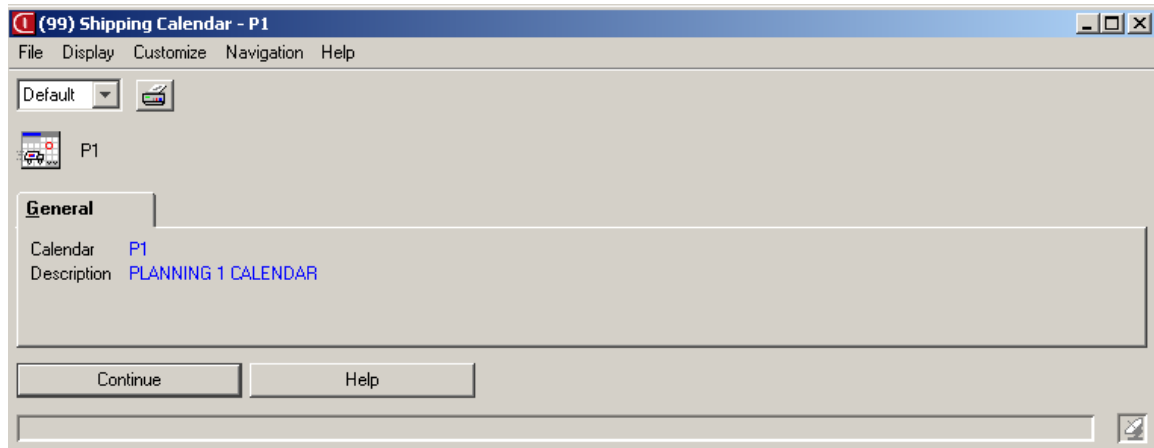 (99) Shipping Calendar - P1
File Display Customize Navigation Help
Default
P1
General
Calendar P1
Description PLANNING 1 CALENDAR
Continue Help